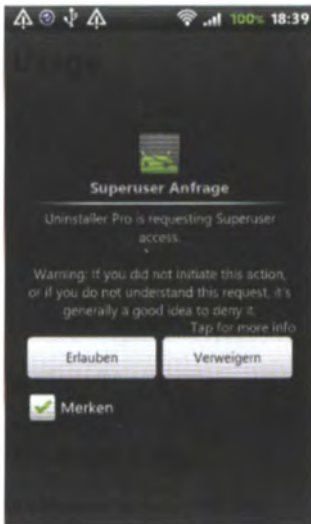 100% 18:39
Usage
Superuser Anfrage
Uninstaller Pro is requesting Superuser
access.
Warning: If you did not initiate this action,
or if you do not understand this request, it's
generally a good idea to deny it.
Tap for more info
Erlauben
Verweigern
Merken